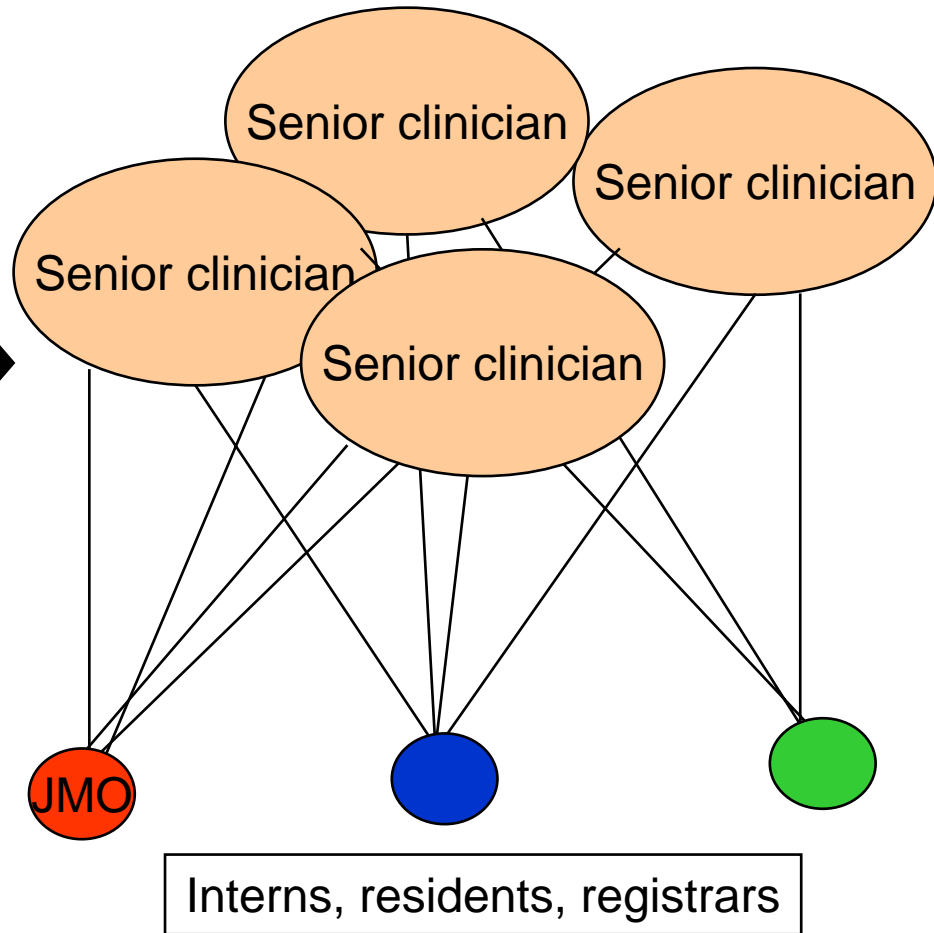 Senior clinician
Senior clinician
Senior clinician
Senior clinician
JMO
Interns, residents, registrars